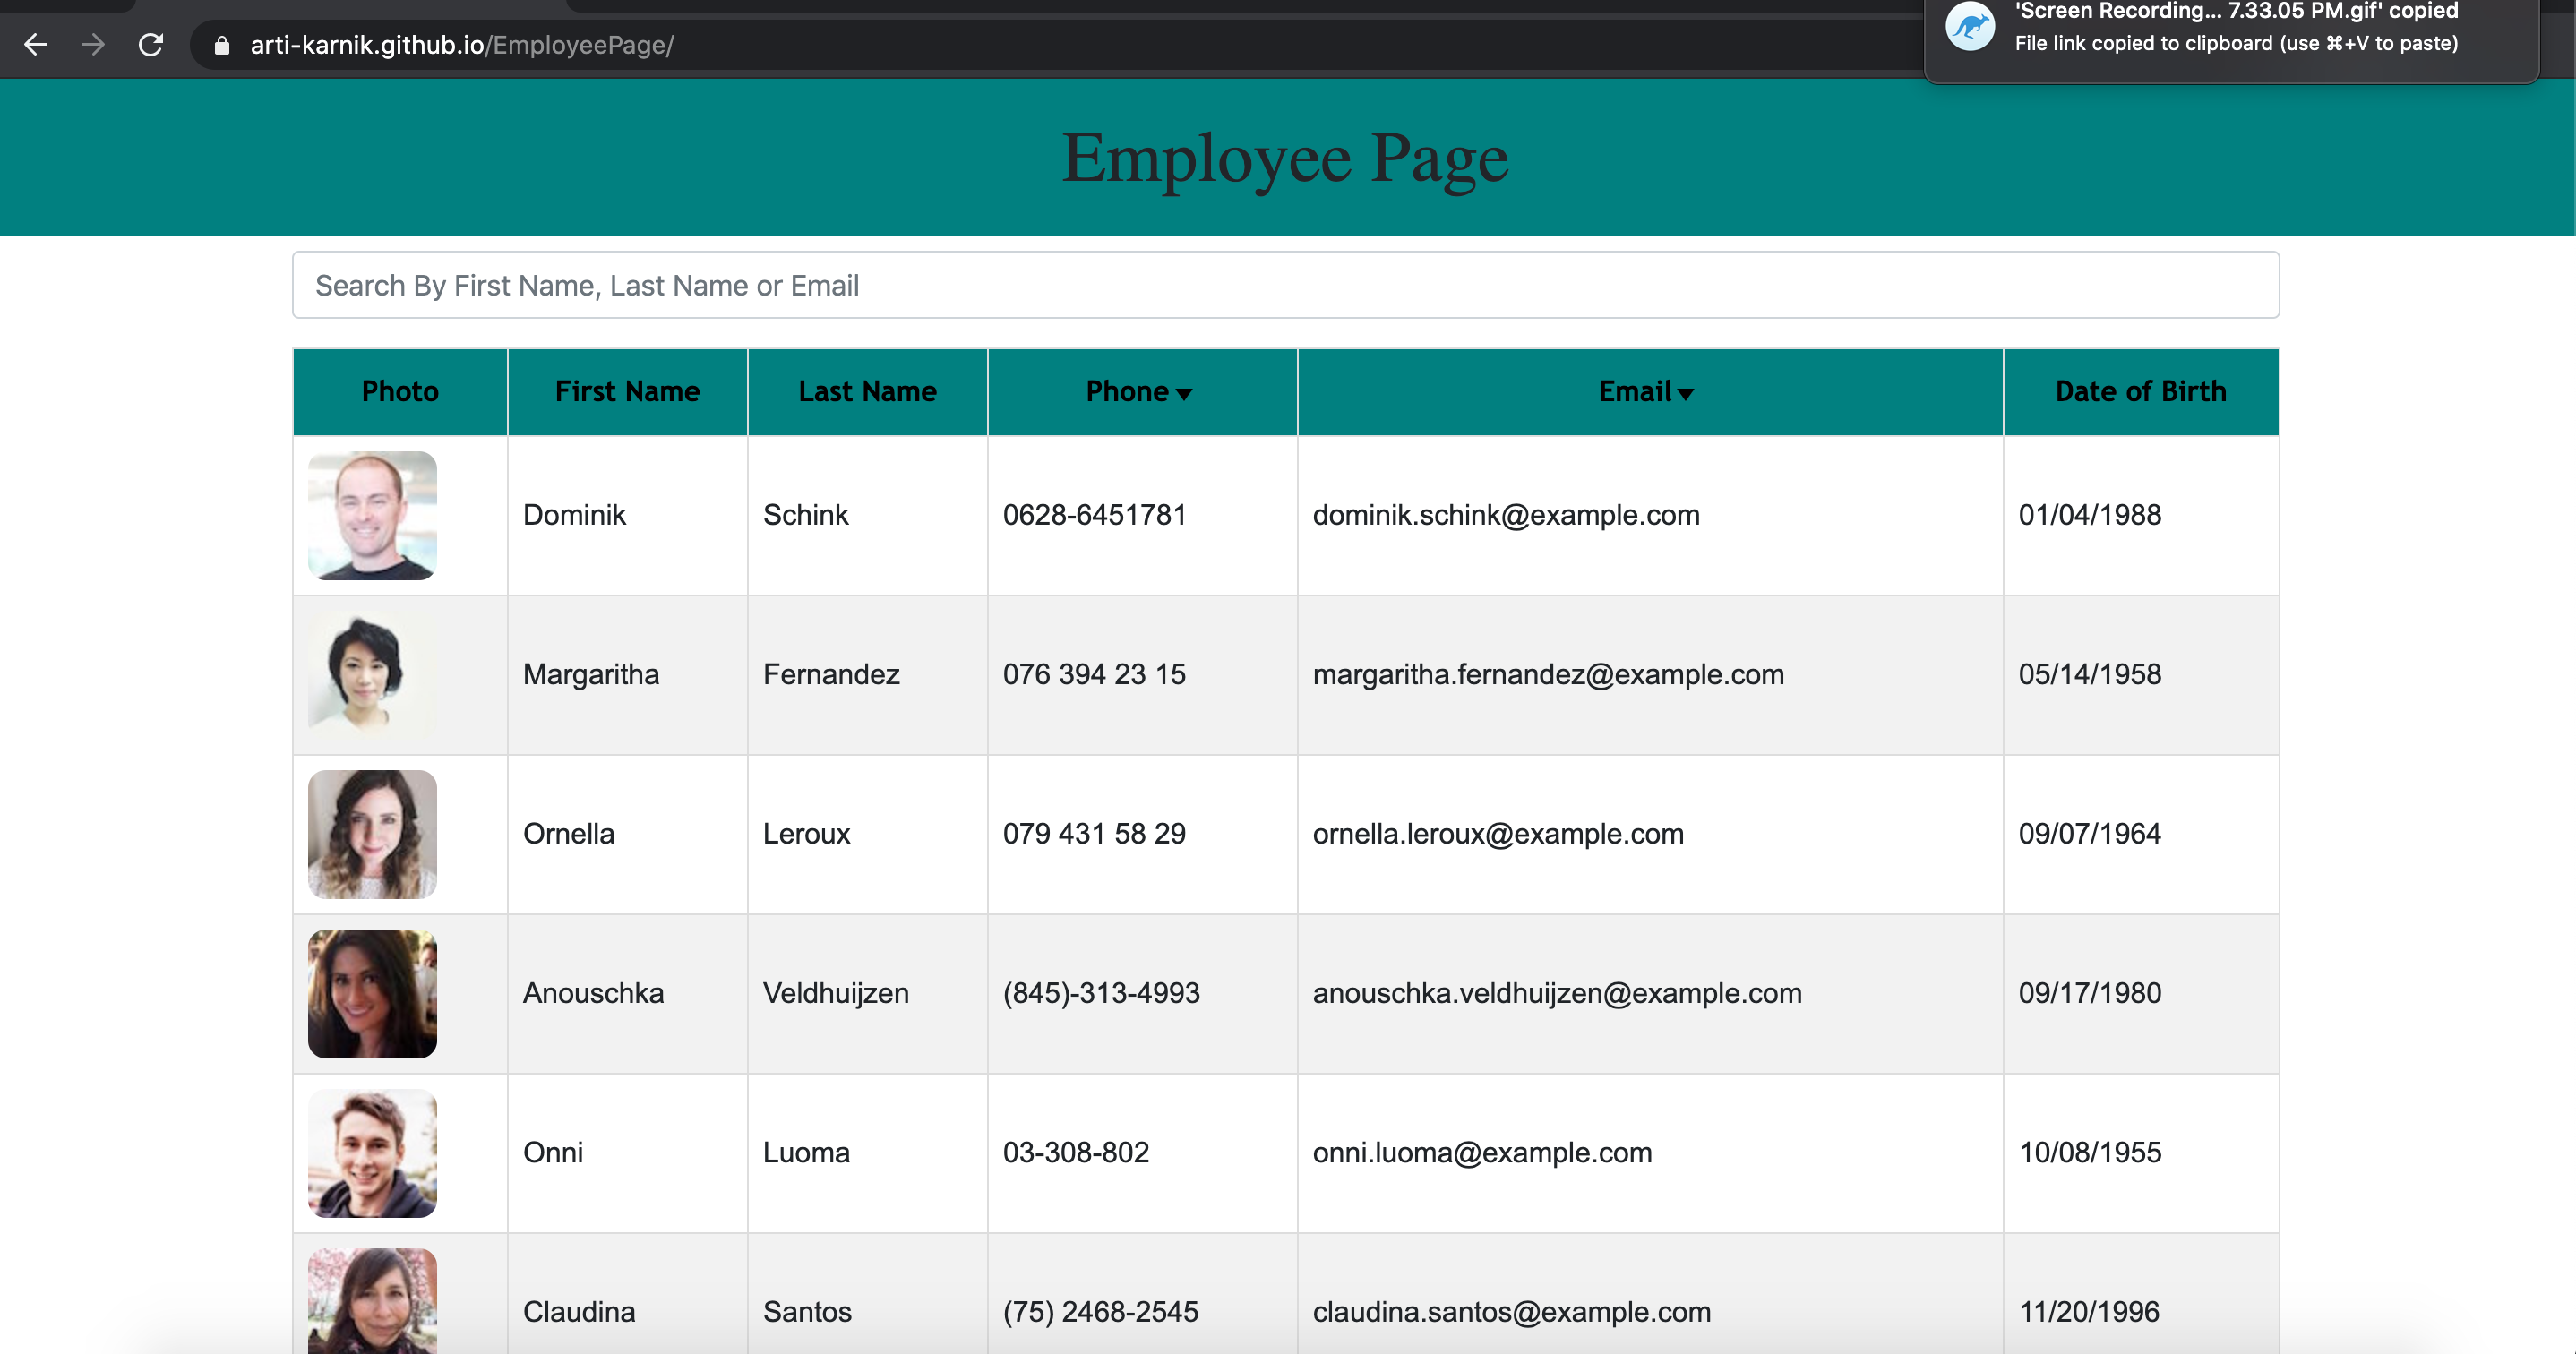 arti-karnik.github.io/EmployeePage/
'Screen Recording... 7.33.05 PM.gif' copied
File link copied to clipboard (use ⌘+V to paste)
Employee Page
Search By First Name, Last Name or Email
Photo First Name Last Name Phone Email Date of Birth
Dominik Schink 0628-6451781 dominik.schink@example.com 01/04/1988
Margaritha Fernandez 076 394 23 15 margaritha.fernandez@example.com 05/14/1958
Ornella Leroux 079 431 58 29 ornella.leroux@example.com 09/07/1964
Anouschka Veldhuijzen (845)-313-4993 anouschka.veldhuijzen@example.com 09/17/1980
Onni Luoma 03-308-802 onni.luoma@example.com 10/08/1955
Claudina Santos (75) 2468-2545 claudina.santos@example.com 11/20/1996